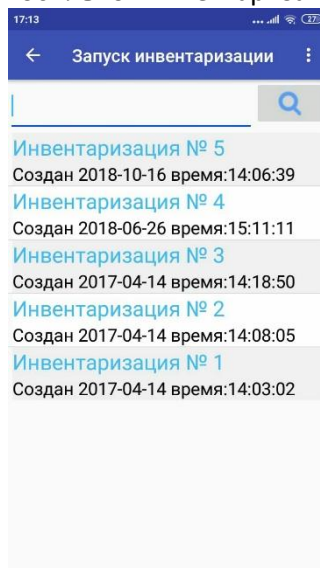 17:13
27
Запуск инвентаризации
Инвентаризация № 5
Создан 2018-10-16 время:14:06:39
Инвентаризация № 4
Создан 2018-06-26 время:15:11:11
Инвентаризация № 3
Создан 2017-04-14 время:14:18:50
Инвентаризация № 2
Создан 2017-04-14 время:14:08:05
Инвентаризация № 1
Создан 2017-04-14 время:14:03:02